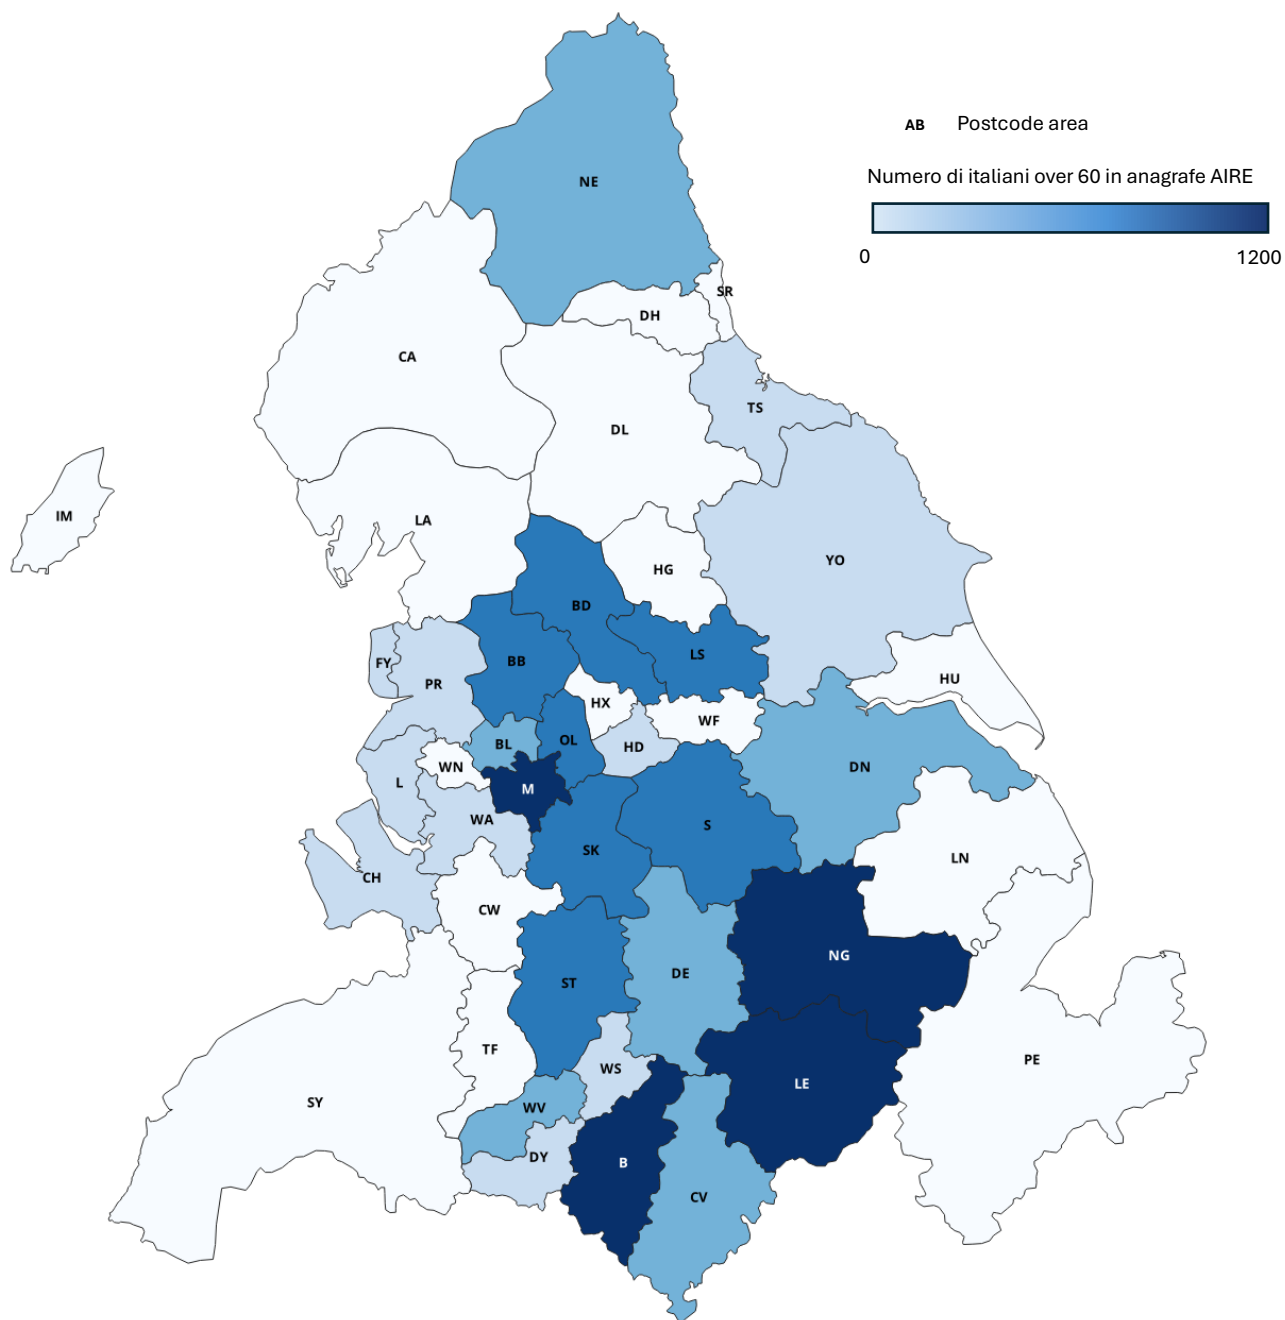 AB Postcode area
Numero di italiani over 60 in anagrafe AIRE
0 1200
NE
SR
DH
CA
TS
DL
IM
LA
YO
HG
BD
LS
BB
FY
PR
HU
HX
WF
OL
BL
HD
WN
DN
L
M
WA
S
SK
LN
CH
CW
NG
DE
ST
TF
PE
WS
LE
SY
WV
DY
B
CV